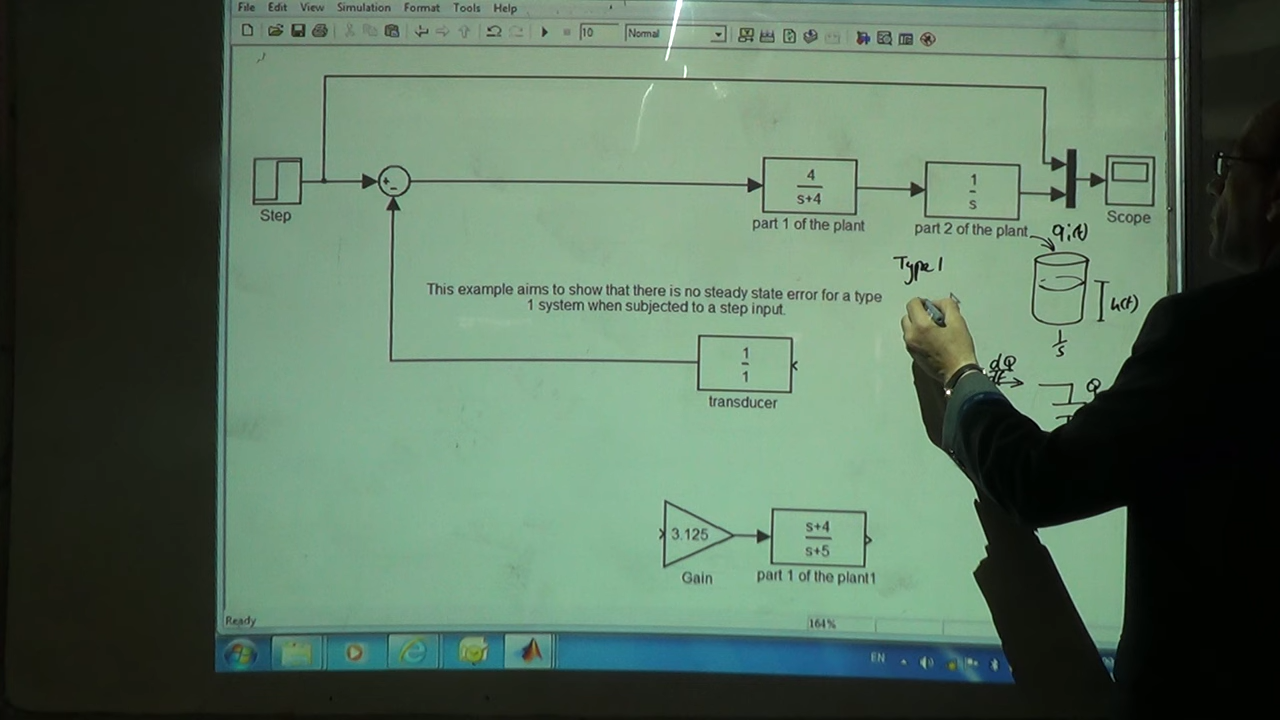 File Edit View Simulation Format Tools Help
10 Normal
+
-
4
s+4
1
s
Step
part 1 of the plant
part 2 of the plant
Scope
qi(t)
Type 1
This example aims to show that there is no steady state error for a type
1 system when subjected to a step input.
h(t)
1
s
1
1
transducer
dQ
Q
3.125
s+4
s+5
Gain
part 1 of the plant1
Ready
164%
EN